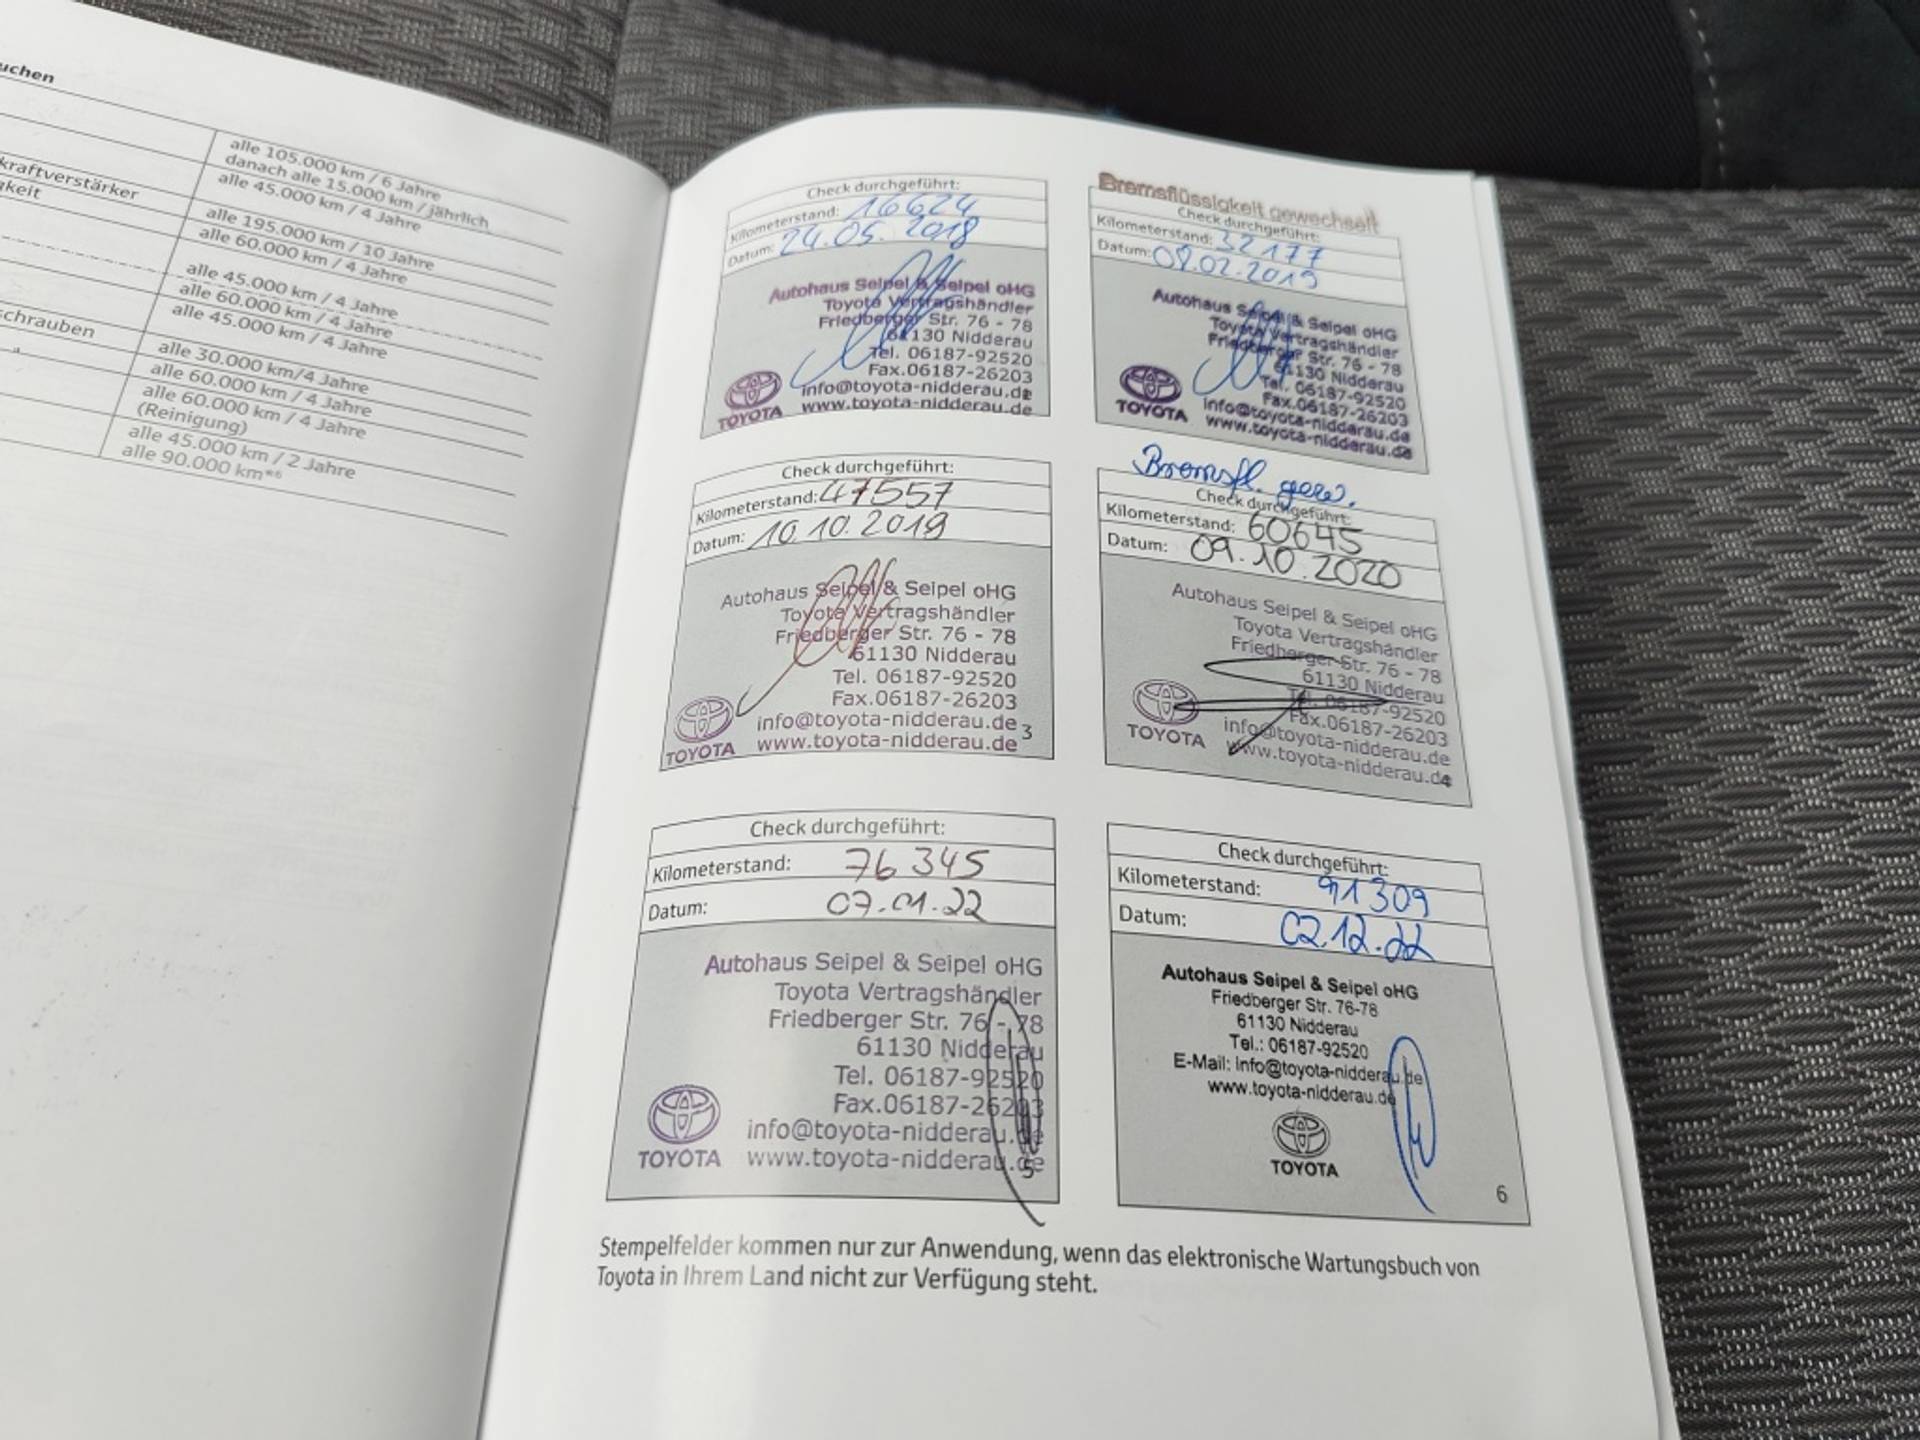 uchen
alle 105.000 km / 6 Jahre
danach alle 15.000 km / jährlich
kraftverstärker
alle 45.000 km / 4 Jahre
gkeit
alle 195.000 km / 10 Jahre
alle 60.000 km / 4 Jahre
alle 45.000 km / 4 Jahre
alle 60.000 km / 4 Jahre
schrauben
alle 45.000 km / 4 Jahre
alle 30.000 km/4 Jahre
alle 60.000 km / 4 Jahre
alle 60.000 km / 4 Jahre
(Reinigung)
alle 45.000 km / 2 Jahre
alle 90.000 km*⁶
Check durchgeführt:
Kilometerstand: 16624
Datum: 24.05.2018
Autohaus Seipel & Seipel oHG
Toyota Vertragshändler
Friedberger Str. 76 - 78
61130 Nidderau
Tel. 06187-92520
Fax.06187-26203
info@toyota-nidderau.de
www.toyota-nidderau.de
TOYOTA
Bremsflüssigkeit gewechselt
Check durchgeführt:
Kilometerstand: 32177
Datum: 08.02.2019
Autohaus Seipel & Seipel oHG
Toyota Vertragshändler
Friedberger Str. 76 - 78
61130 Nidderau
Tel. 06187-92520
Fax.06187-26203
info@toyota-nidderau.de
www.toyota-nidderau.de
TOYOTA
Check durchgeführt:
Kilometerstand: 47557
Datum: 10.10.2019
Autohaus Seipel & Seipel oHG
Toyota Vertragshändler
Friedberger Str. 76 - 78
61130 Nidderau
Tel. 06187-92520
Fax.06187-26203
info@toyota-nidderau.de 3
www.toyota-nidderau.de
TOYOTA
Bremsfl. gew.
Check durchgeführt:
Kilometerstand: 60645
Datum: 09.10.2020
Autohaus Seipel & Seipel oHG
Toyota Vertragshändler
Friedberger Str. 76 - 78
61130 Nidderau
Tel. 06187-92520
Fax.06187-26203
info@toyota-nidderau.de
www.toyota-nidderau.de
TOYOTA
4
Check durchgeführt:
Kilometerstand: 76345
Datum: 07.01.22
Autohaus Seipel & Seipel oHG
Toyota Vertragshändler
Friedberger Str. 76 - 78
61130 Nidderau
Tel. 06187-92520
Fax.06187-26203
info@toyota-nidderau.de
www.toyota-nidderau.de
TOYOTA
5
Check durchgeführt:
Kilometerstand: 91309
Datum: 02.12.22
Autohaus Seipel & Seipel oHG
Friedberger Str. 76-78
61130 Nidderau
Tel.: 06187-92520
E-Mail: info@toyota-nidderau.de
www.toyota-nidderau.de
TOYOTA
6
Stempelfelder kommen nur zur Anwendung, wenn das elektronische Wartungsbuch von
Toyota in Ihrem Land nicht zur Verfügung steht.